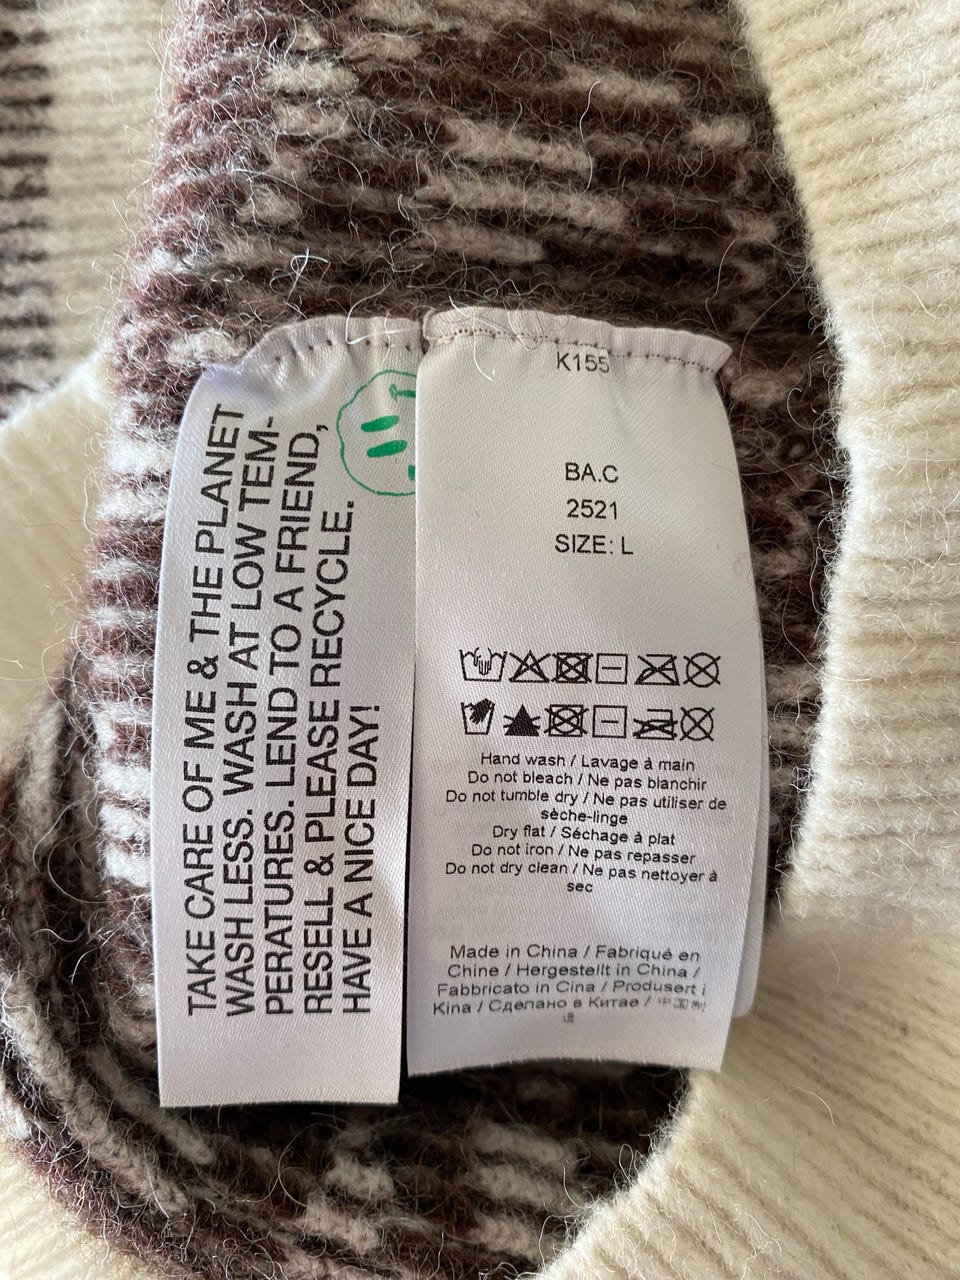 TAKE CARE OF ME & THE PLANET
WASH LESS. WASH AT LOW TEM-
PERATURES. LEND TO A FRIEND,
RESELL & PLEASE RECYCLE.
HAVE A NICE DAY!
K155
BA.C
2521
SIZE: L
Hand wash / Lavage à main
Do not bleach / Ne pas blanchir
Do not tumble dry / Ne pas utiliser de
sèche-linge
Dry flat / Séchage à plat
Do not iron / Ne pas repasser
Do not dry clean / Ne pas nettoyer à
sec
Made in China / Fabriqué en
Chine / Hergestellt in China /
Fabbricato in Cina / Produsert i
Kina / Сделано в Китае / 中国制
造